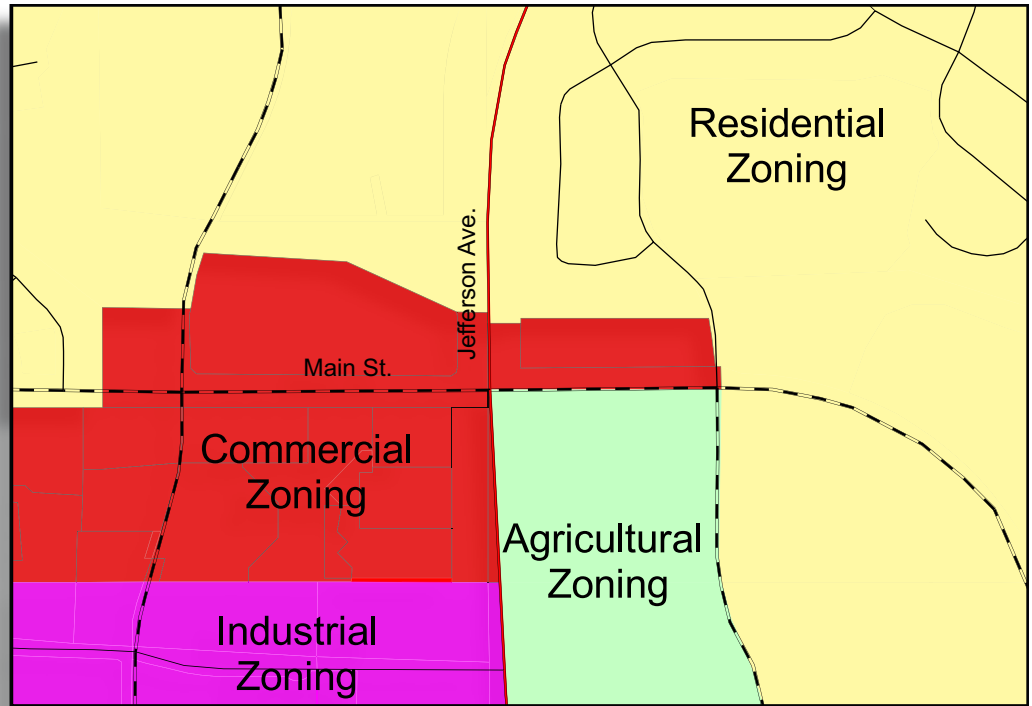 Residential
Zoning
Jefferson Ave.
Main St.
Commercial
Zoning
Agricultural
Zoning
Industrial
Zoning